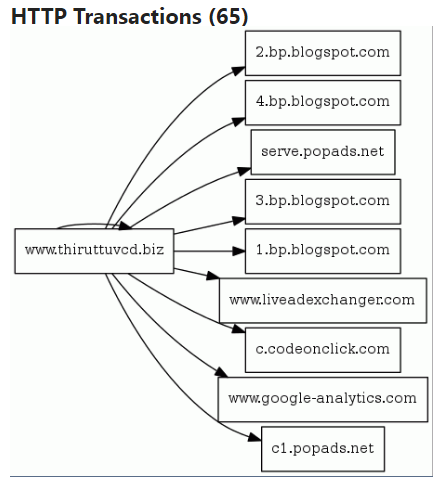 HTTP Transactions (65)
2.bp.blogspot.com
4.bp.blogspot.com
serve.popads.net
3.bp.blogspot.com
www.thiruttuvcd.biz
1.bp.blogspot.com
www.liveadexchanger.com
c.codeonclick.com
www.google-analytics.com
c1.popads.net